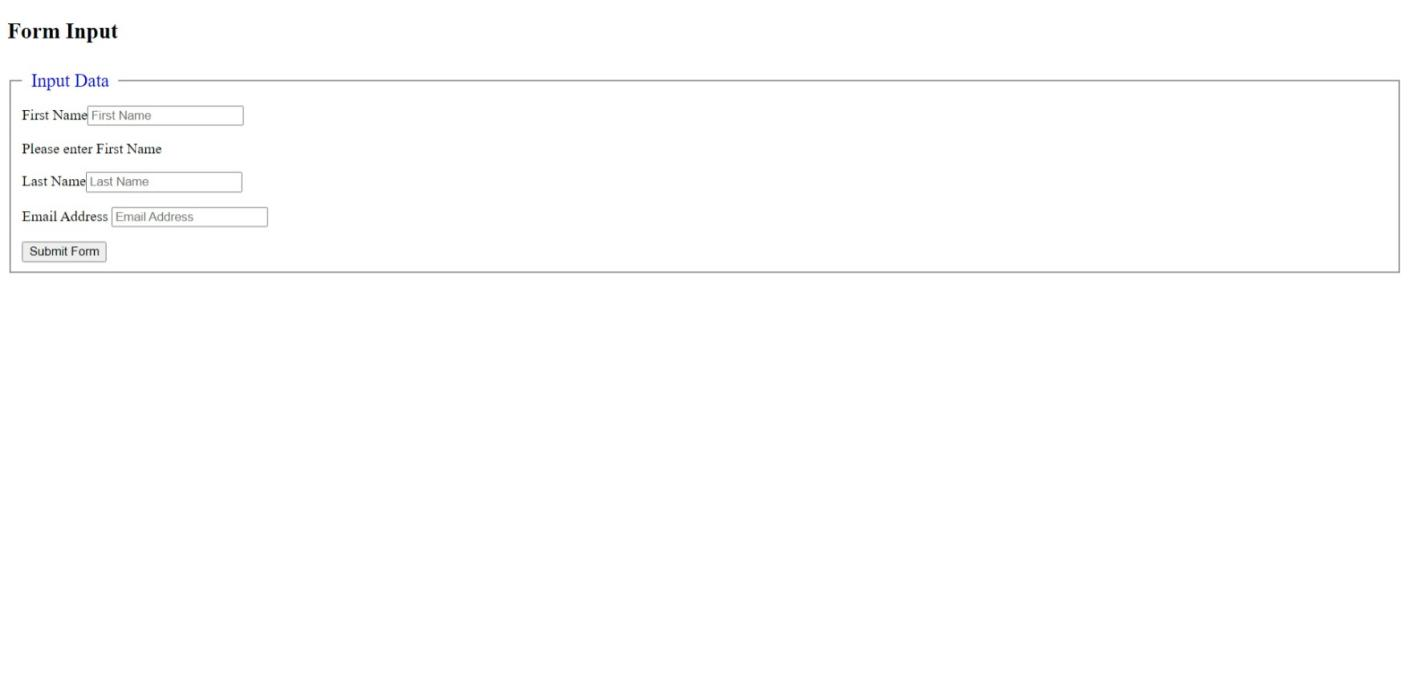 Form Input
Input Data
First Name First Name
Please enter First Name
Last Name Last Name
Email Address Email Address
Submit Form